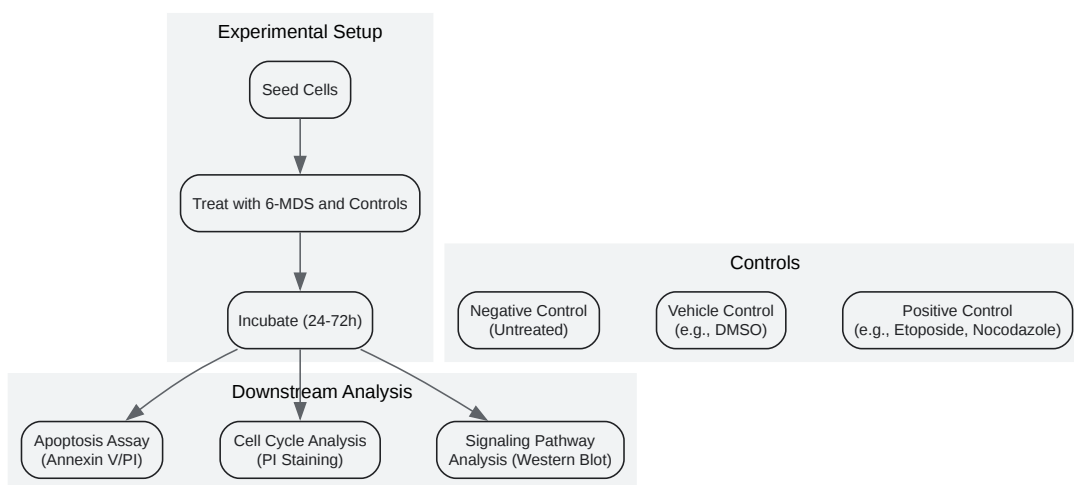 Experimental Setup
Seed Cells
Treat with 6-MDS and Controls
Incubate (24-72h)
Controls
Negative Control
(Untreated)
Vehicle Control
(e.g., DMSO)
Positive Control
(e.g., Etoposide, Nocodazole)
Downstream Analysis
Apoptosis Assay
(Annexin V/PI)
Cell Cycle Analysis
(PI Staining)
Signaling Pathway
Analysis (Western Blot)